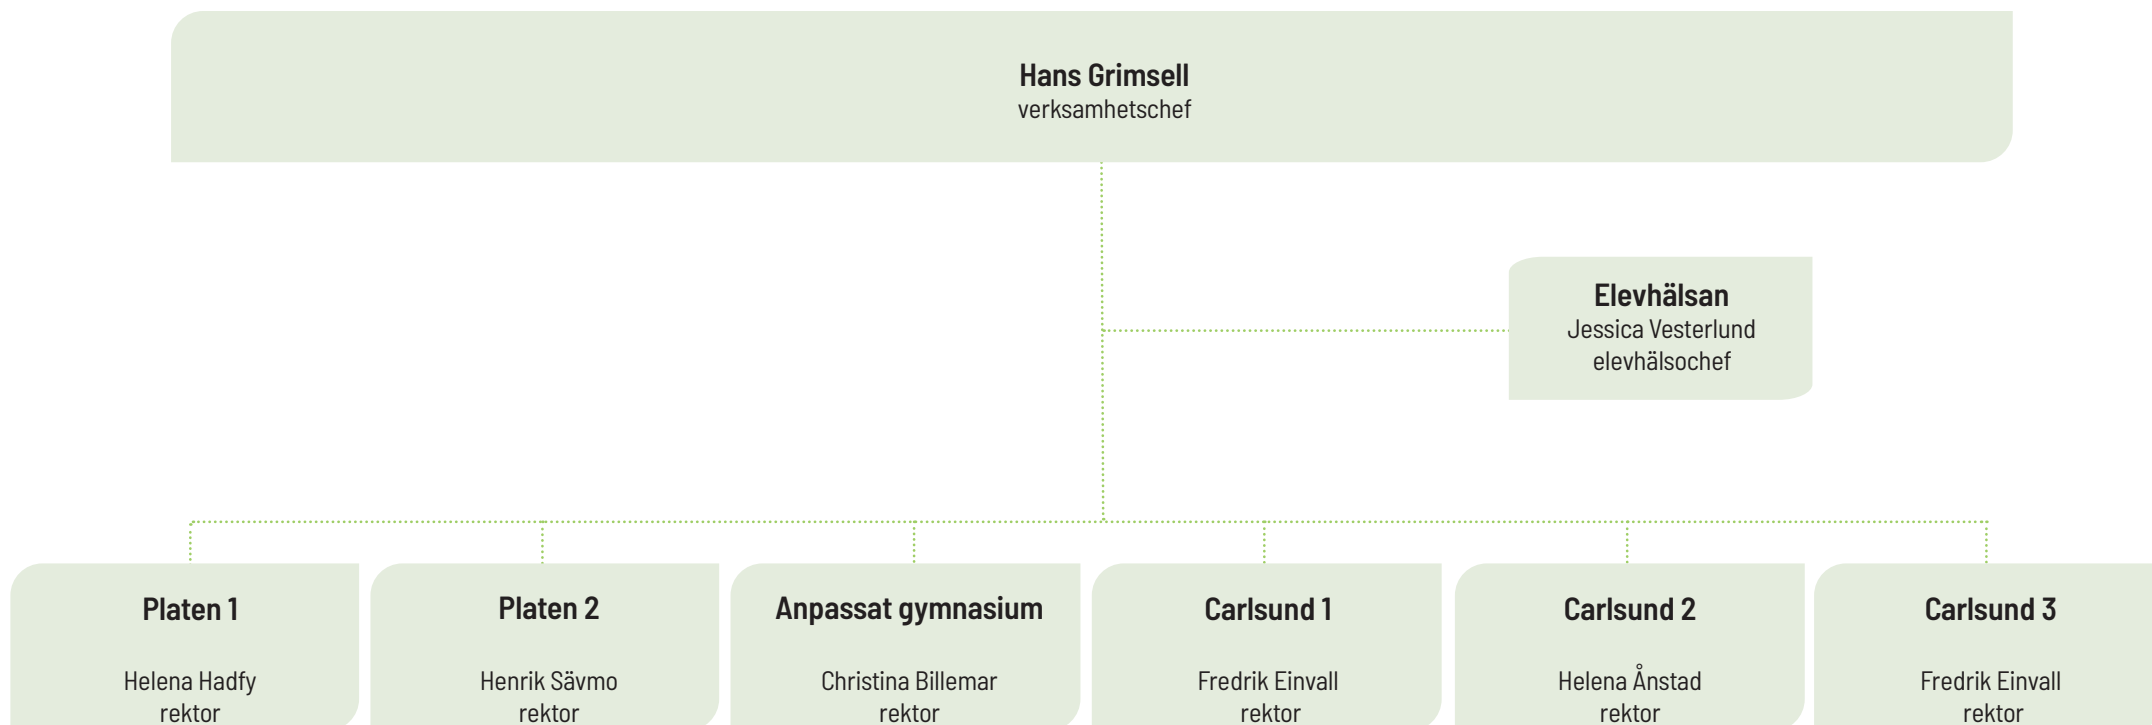 Hans Grimsell
verksamhetschef
Elevhälsan
Jessica Vesterlund
elevhälsochef
Platen 1
Helena Hadfy
rektor
Platen 2
Henrik Sävmo
rektor
Anpassat gymnasium
Christina Billemar
rektor
Carlsund 1
Fredrik Einvall
rektor
Carlsund 2
Helena Ånstad
rektor
Carlsund 3
Fredrik Einvall
rektor